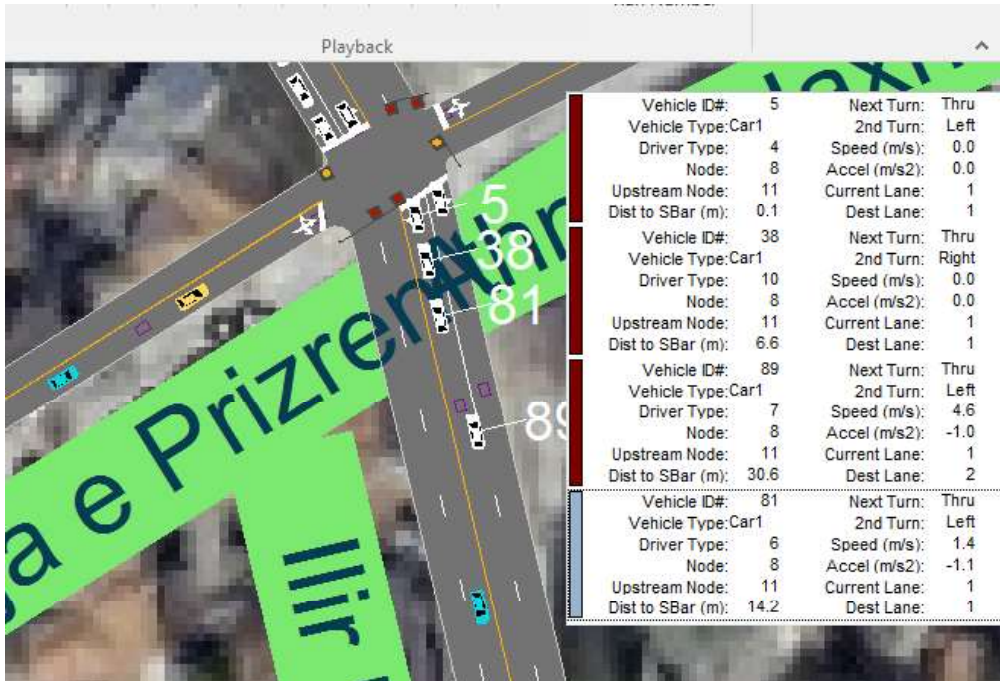 Playback
5
38
81
89
a e Prizren
Ilir
Vehicle ID#: 5 Next Turn: Thru
Vehicle Type: Car1 2nd Turn: Left
Driver Type: 4 Speed (m/s): 0.0
Node: 8 Accel (m/s2): 0.0
Upstream Node: 11 Current Lane: 1
Dist to SBar (m): 0.1 Dest Lane: 1
Vehicle ID#: 38 Next Turn: Thru
Vehicle Type: Car1 2nd Turn: Right
Driver Type: 10 Speed (m/s): 0.0
Node: 8 Accel (m/s2): 0.0
Upstream Node: 11 Current Lane: 1
Dist to SBar (m): 6.6 Dest Lane: 1
Vehicle ID#: 89 Next Turn: Thru
Vehicle Type: Car1 2nd Turn: Left
Driver Type: 7 Speed (m/s): 4.6
Node: 8 Accel (m/s2): -1.0
Upstream Node: 11 Current Lane: 1
Dist to SBar (m): 30.6 Dest Lane: 2
Vehicle ID#: 81 Next Turn: Thru
Vehicle Type: Car1 2nd Turn: Left
Driver Type: 6 Speed (m/s): 1.4
Node: 8 Accel (m/s2): -1.1
Upstream Node: 11 Current Lane: 1
Dist to SBar (m): 14.2 Dest Lane: 1